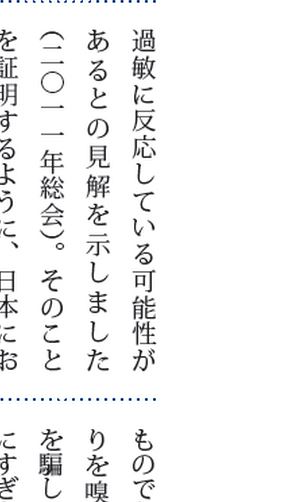 過敏に反応している可能性が
あるとの見解を示しました
（二〇一一年総会）。そのこと
を証明するように、日本にお
もので
りを嗅
を騙し
にすぎ